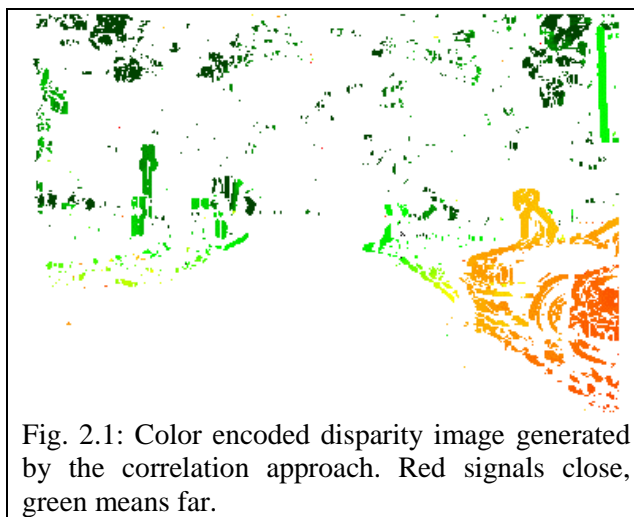 Fig. 2.1: Color encoded disparity image generated
by the correlation approach. Red signals close,
green means far.